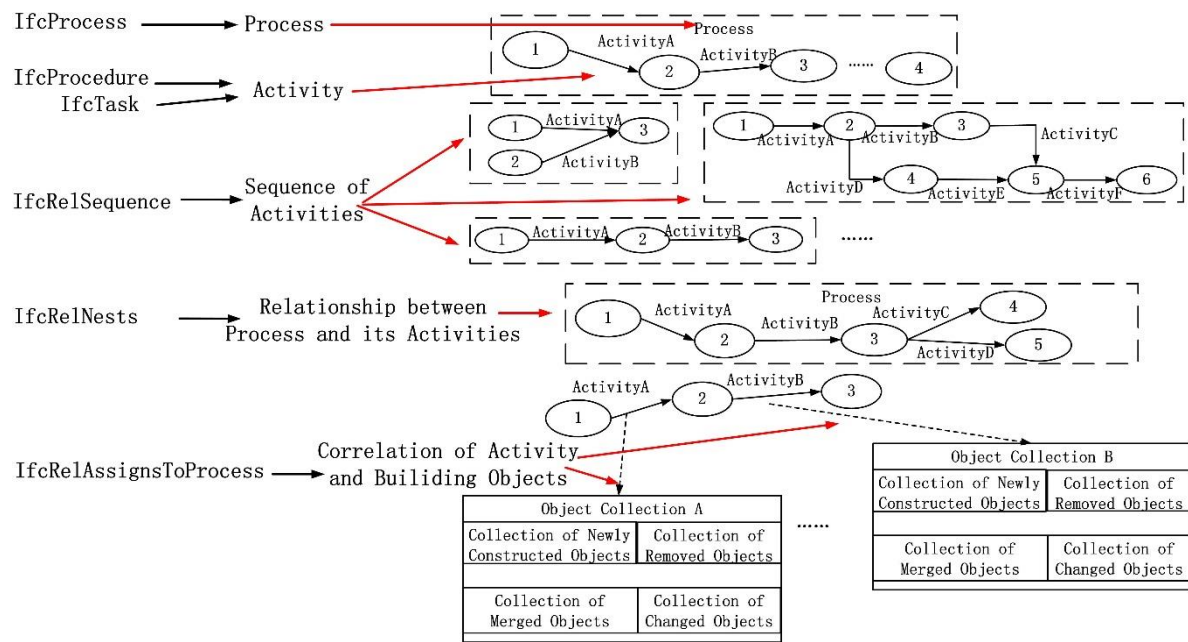 IfcProcess
Process
Process
1
ActivityA
2
ActivityB
3
……
4
IfcProcedure
IfcTask
Activity
1
ActivityA
3
2
ActivityB
1
ActivityA
2
ActivityB
3
ActivityC
ActivityD
4
ActivityE
5
ActivityF
6
IfcRelSequence
Sequence of
Activities
1
ActivityA
2
ActivityB
3
……
IfcRelNests
Relationship between
Process and its Activities
Process
1
ActivityA
2
ActivityB
3
ActivityC
4
ActivityD
5
ActivityA
1
2
ActivityB
3
IfcRelAssignsToProcess
Correlation of Activity
and Builiding Objects
Object Collection A
Collection of Newly
Constructed Objects
Collection of
Removed Objects
Collection of
Merged Objects
Collection of
Changed Objects
……
Object Collection B
Collection of Newly
Constructed Objects
Collection of
Removed Objects
Collection of
Merged Objects
Collection of
Changed Objects